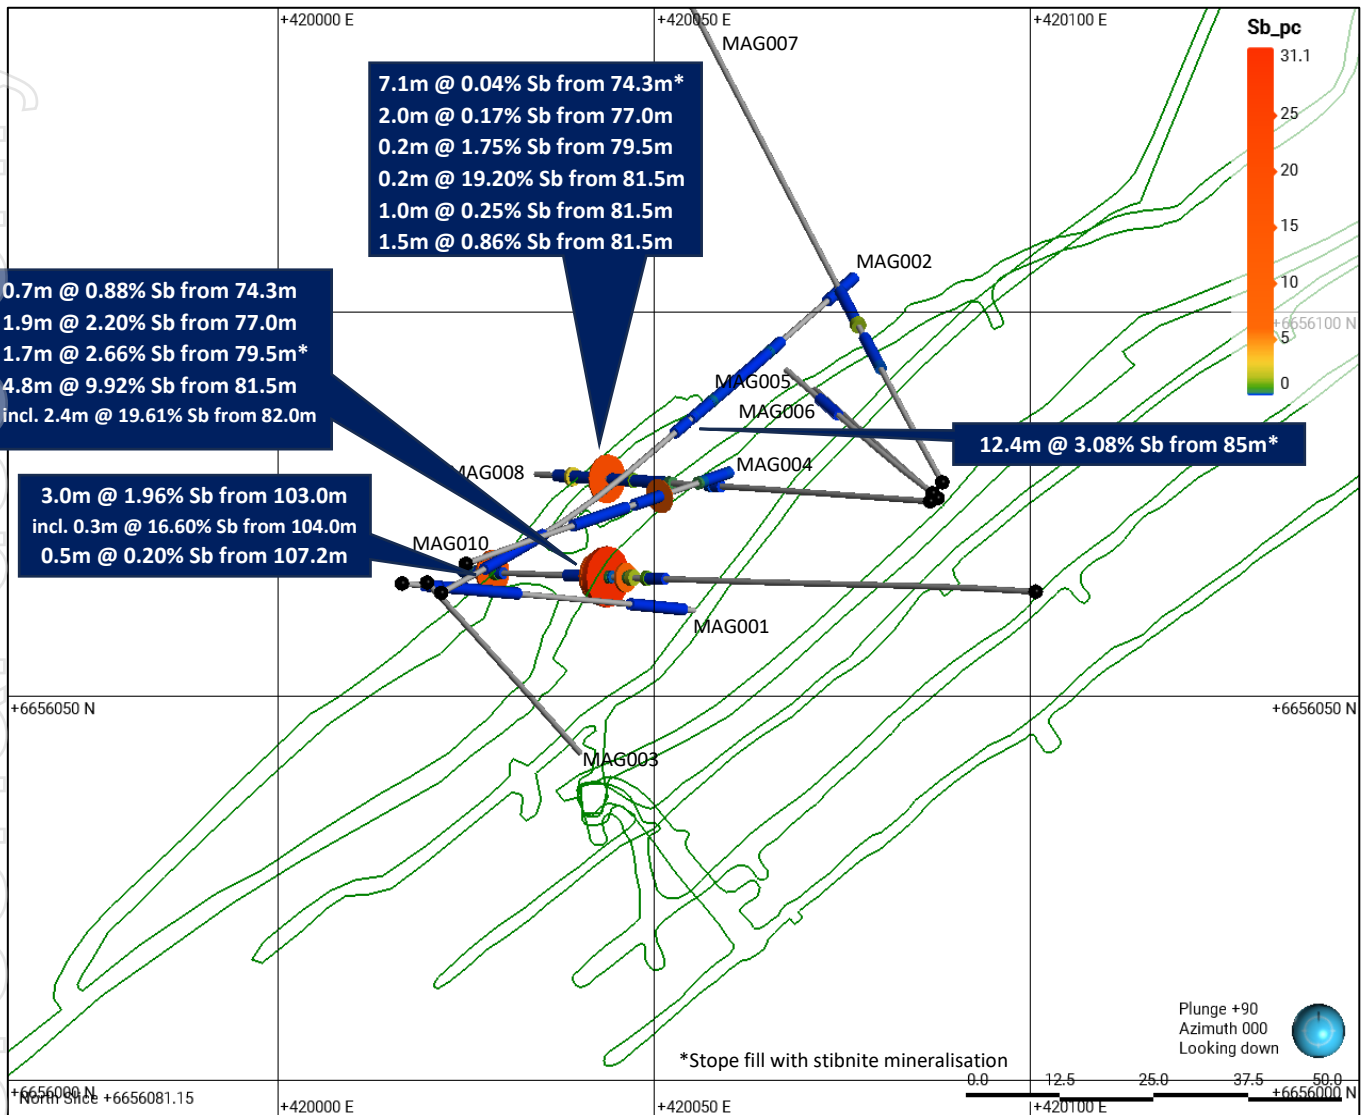 +420000 E
+420050 E
+420100 E
MAG007
Sb_pc
31.1
25
20
15
10
5
0
7.1m @ 0.04% Sb from 74.3m*
2.0m @ 0.17% Sb from 77.0m
0.2m @ 1.75% Sb from 79.5m
0.2m @ 19.20% Sb from 81.5m
1.0m @ 0.25% Sb from 81.5m
1.5m @ 0.86% Sb from 81.5m
MAG002
0.7m @ 0.88% Sb from 74.3m
1.9m @ 2.20% Sb from 77.0m
1.7m @ 2.66% Sb from 79.5m*
4.8m @ 9.92% Sb from 81.5m
incl. 2.4m @ 19.61% Sb from 82.0m
+6656100 N
MAG005
MAG006
12.4m @ 3.08% Sb from 85m*
MAG008
MAG004
3.0m @ 1.96% Sb from 103.0m
incl. 0.3m @ 16.60% Sb from 104.0m
0.5m @ 0.20% Sb from 107.2m
MAG010
MAG001
+6656050 N
+6656050 N
MAG003
Plunge +90
Azimuth 000
Looking down
*Stope fill with stibnite mineralisation
0.0
12.5
25.0
37.5
50.0
+6656000 N
+6656000 N
North Slice +6656081.15
+420000 E
+420050 E
+420100 E